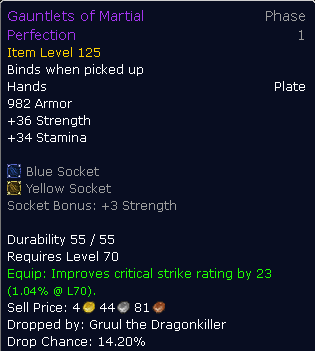 Gauntlets of Martial Phase
Perfection 1
Item Level 125
Binds when picked up
Hands Plate
982 Armor
+36 Strength
+34 Stamina
Blue Socket
Yellow Socket
Socket Bonus: +3 Strength
Durability 55 / 55
Requires Level 70
Equip: Improves critical strike rating by 23
(1.04% @ L70).
Sell Price: 4 44 81
Dropped by: Gruul the Dragonkiller
Drop Chance: 14.20%